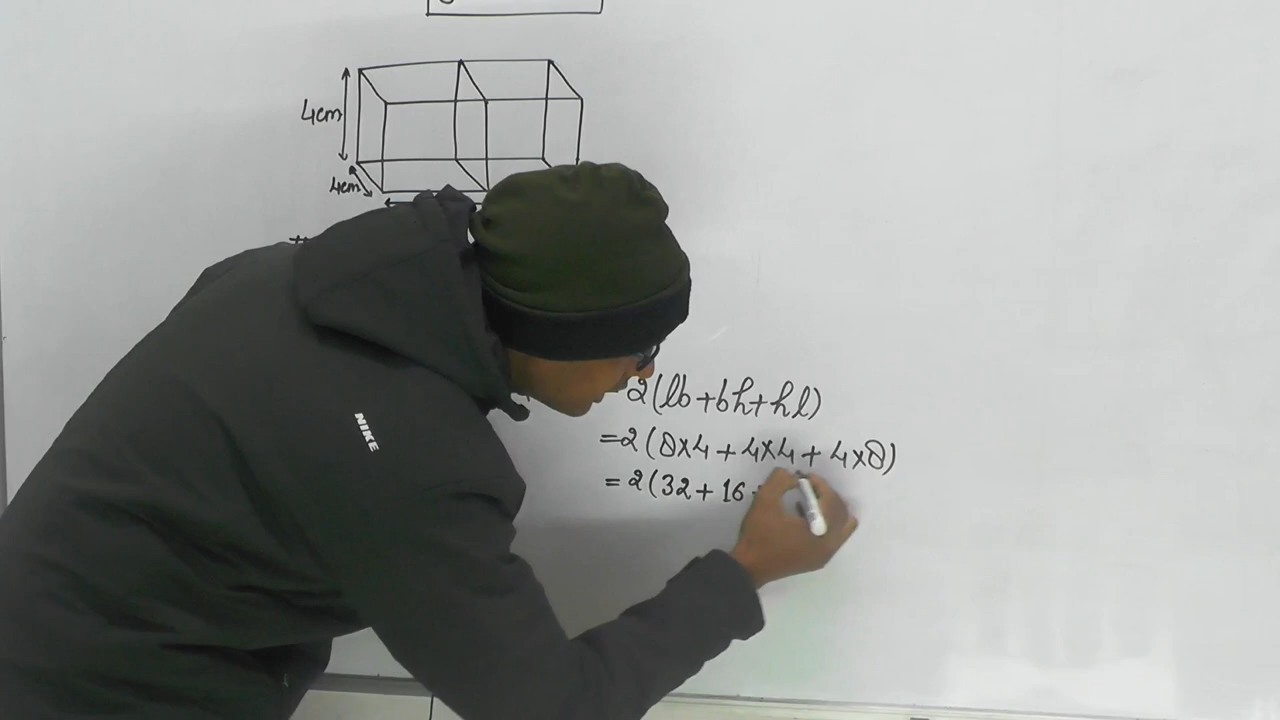 4cm
4cm
NIKE
2(lb+bh+hl)
=2(8×4+4×4+4×8)
=2(32+16